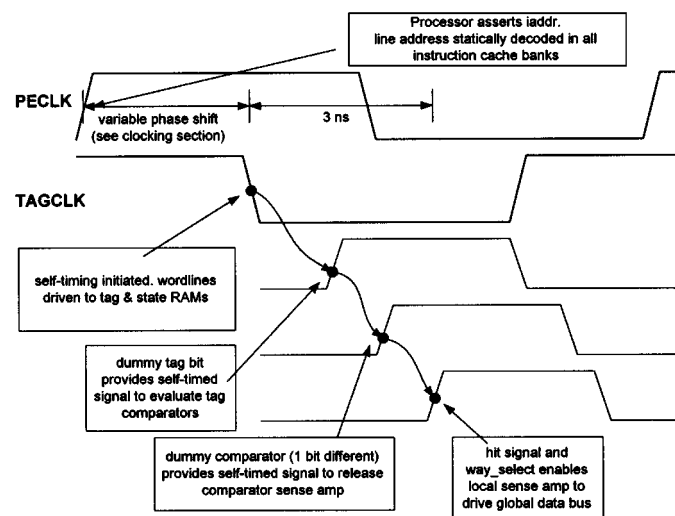 Processor asserts iaddr.
line address statically decoded in all
instruction cache banks
PECLK
variable phase shift
(see clocking section)
3 ns
TAGCLK
self-timing initiated. wordlines
driven to tag & state RAMs
dummy tag bit
provides self-timed
signal to evaluate tag
comparators
dummy comparator (1 bit different)
provides self-timed signal to release
comparator sense amp
hit signal and
way_select enables
local sense amp to
drive global data bus